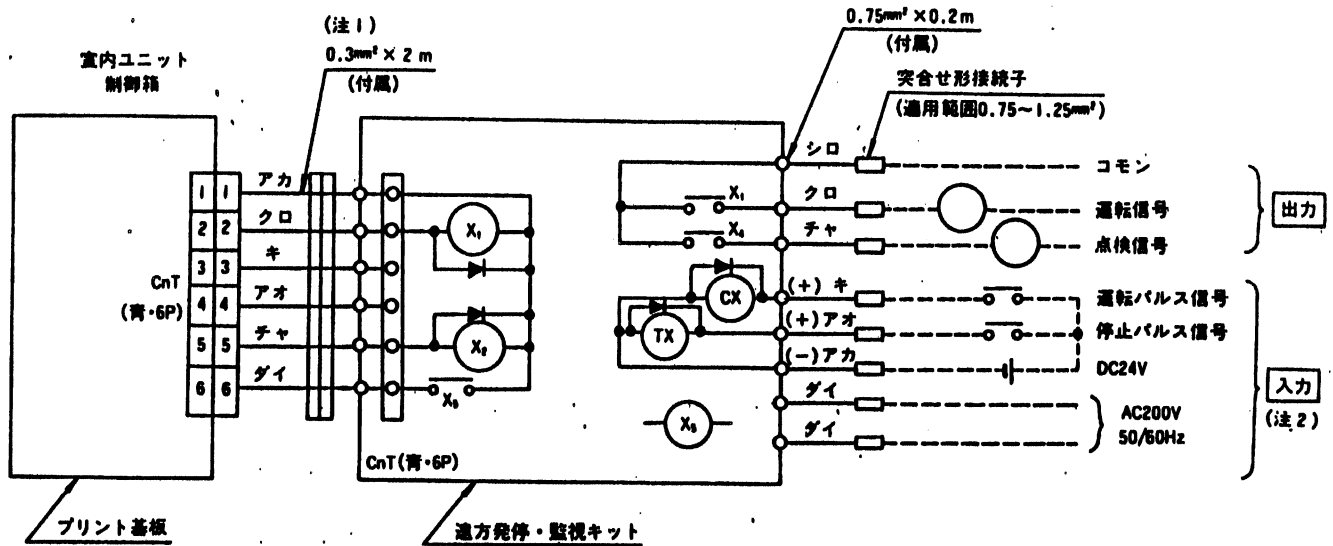 (注1)
0.3mm²×2m
(付属)
0.75mm²×0.2m
(付属)
室内ユニット
制御箱
突合せ形接続子
(適用範囲0.75~1.25mm²)
シロ
コモン
1 1
アカ
X₁
クロ
運転信号
出力
2 2
クロ
X₁
X₄
チャ
点検信号
3 3
キ
CnT
(青・6P)
CX
(+)キ
運転パルス信号
4 4
アオ
TX
(+)アオ
停止パルス信号
5 5
チャ
X₂
(-)アカ
DC24V
入力
(注2)
6 6
ダイ
X₅
ダイ
AC200V
50/60Hz
X₅
ダイ
CnT(青・6P)
プリント基板
遠方発停・監視キット